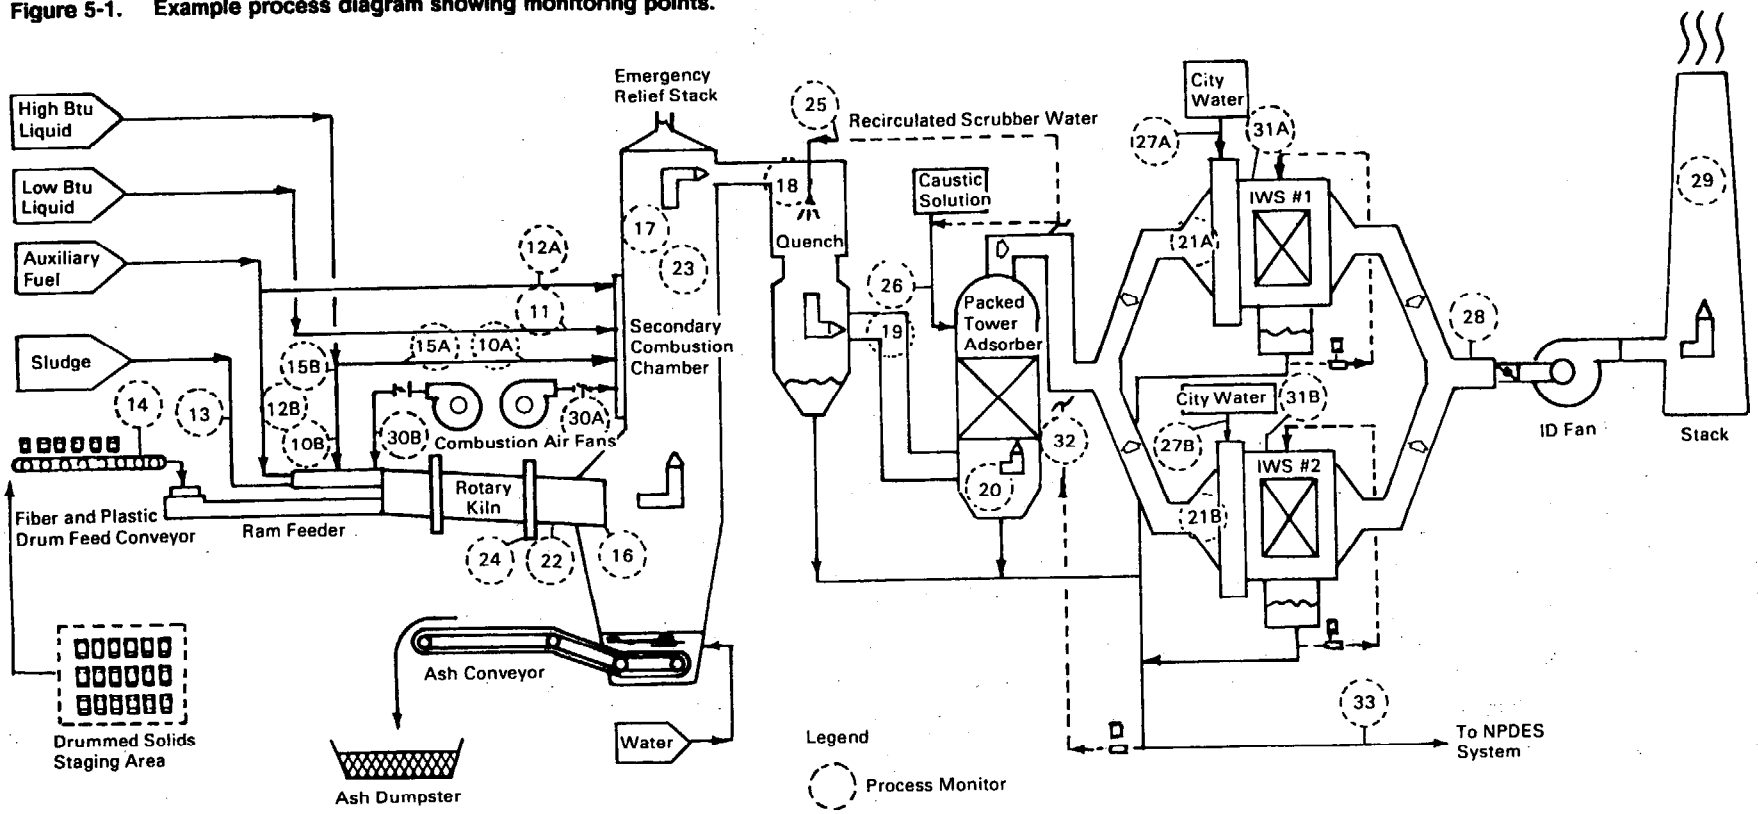 Figure 5-1. Example process diagram showing monitoring points.
High Btu
Liquid
Low Btu
Liquid
Auxiliary
Fuel
Sludge
14
13
Fiber and Plastic
Drum Feed Conveyor
Drummed Solids
Staging Area
Ram Feeder
12B
10B
15B
30B
15A
10A
11
12A
Combustion Air Fans
30A
Rotary
Kiln
24
22
16
Emergency
Relief Stack
17
23
Secondary
Combustion
Chamber
Ash Conveyor
Ash Dumpster
Water
25
Recirculated Scrubber Water
18
Quench
26
19
Caustic
Solution
Packed
Tower
Adsorber
20
32
City
Water
27A
31A
IWS #1
21A
City Water
31B
27B
IWS #2
21B
28
ID Fan
29
Stack
33
To NPDES
System
Legend
Process Monitor